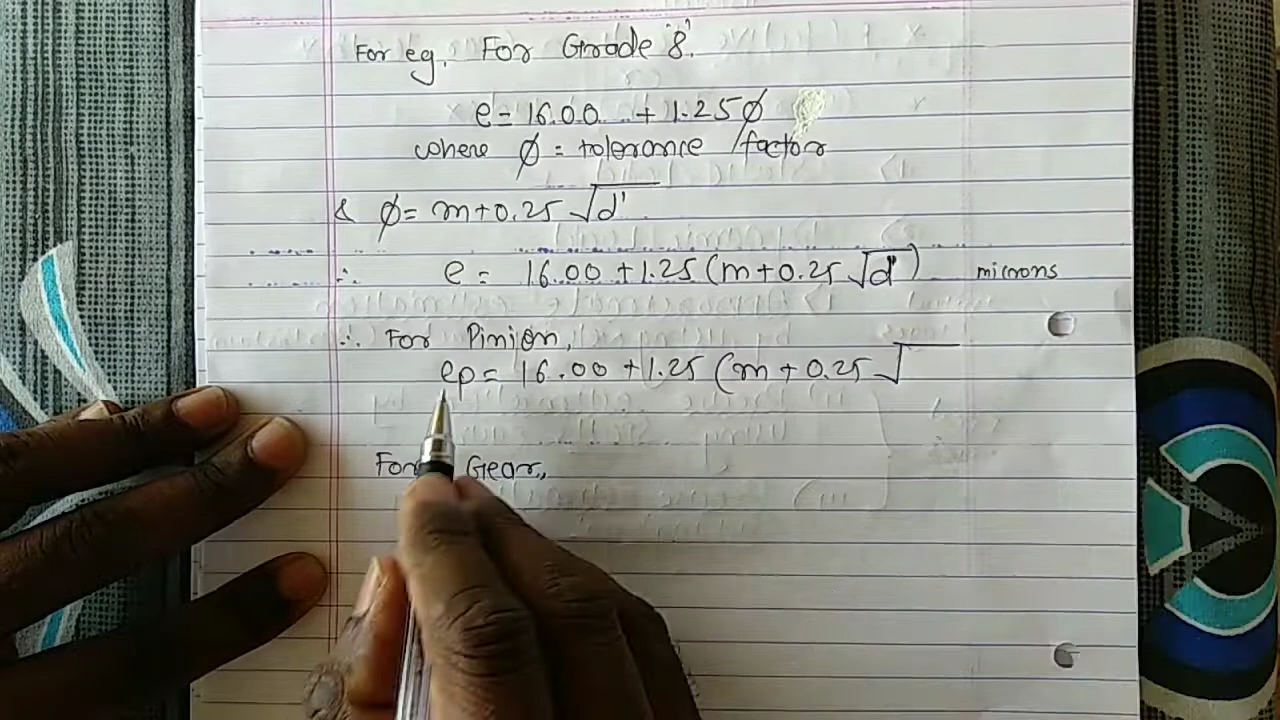 For eg. For Grade 8'.
e = 16.00 + 1.25 ø
where ø = tolerance factor
& ø = m + 0.25 √d'
∴ e = 16.00 + 1.25 (m + 0.25 √d') microns
∴ For Pinion,
ep = 16.00 + 1.25 (m + 0.25 √
For Gear,